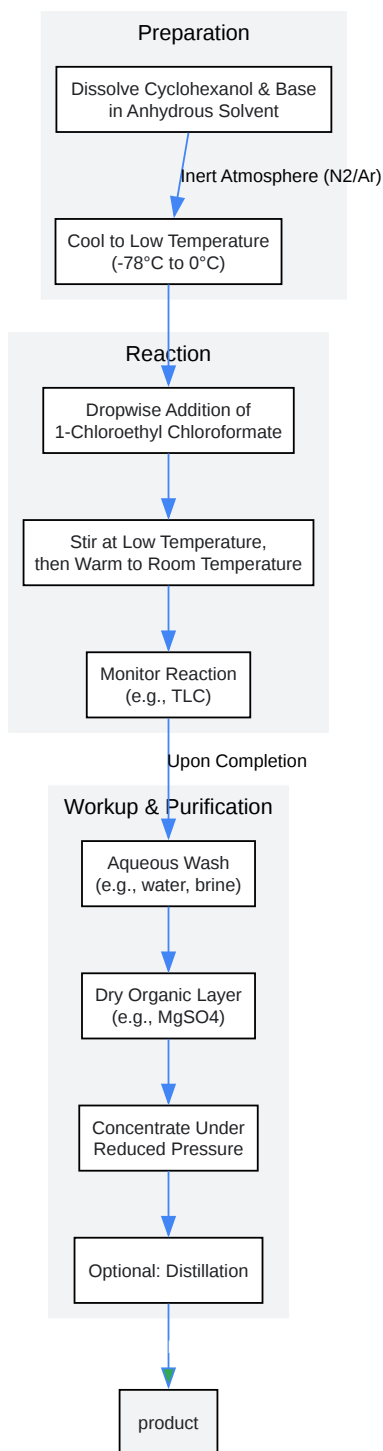 Preparation
Dissolve Cyclohexanol & Base
in Anhydrous Solvent
Inert Atmosphere (N2/Ar)
Cool to Low Temperature
(-78°C to 0°C)
Reaction
Dropwise Addition of
1-Chloroethyl Chloroformate
Stir at Low Temperature,
then Warm to Room Temperature
Monitor Reaction
(e.g., TLC)
Upon Completion
Workup & Purification
Aqueous Wash
(e.g., water, brine)
Dry Organic Layer
(e.g., MgSO4)
Concentrate Under
Reduced Pressure
Optional: Distillation
product